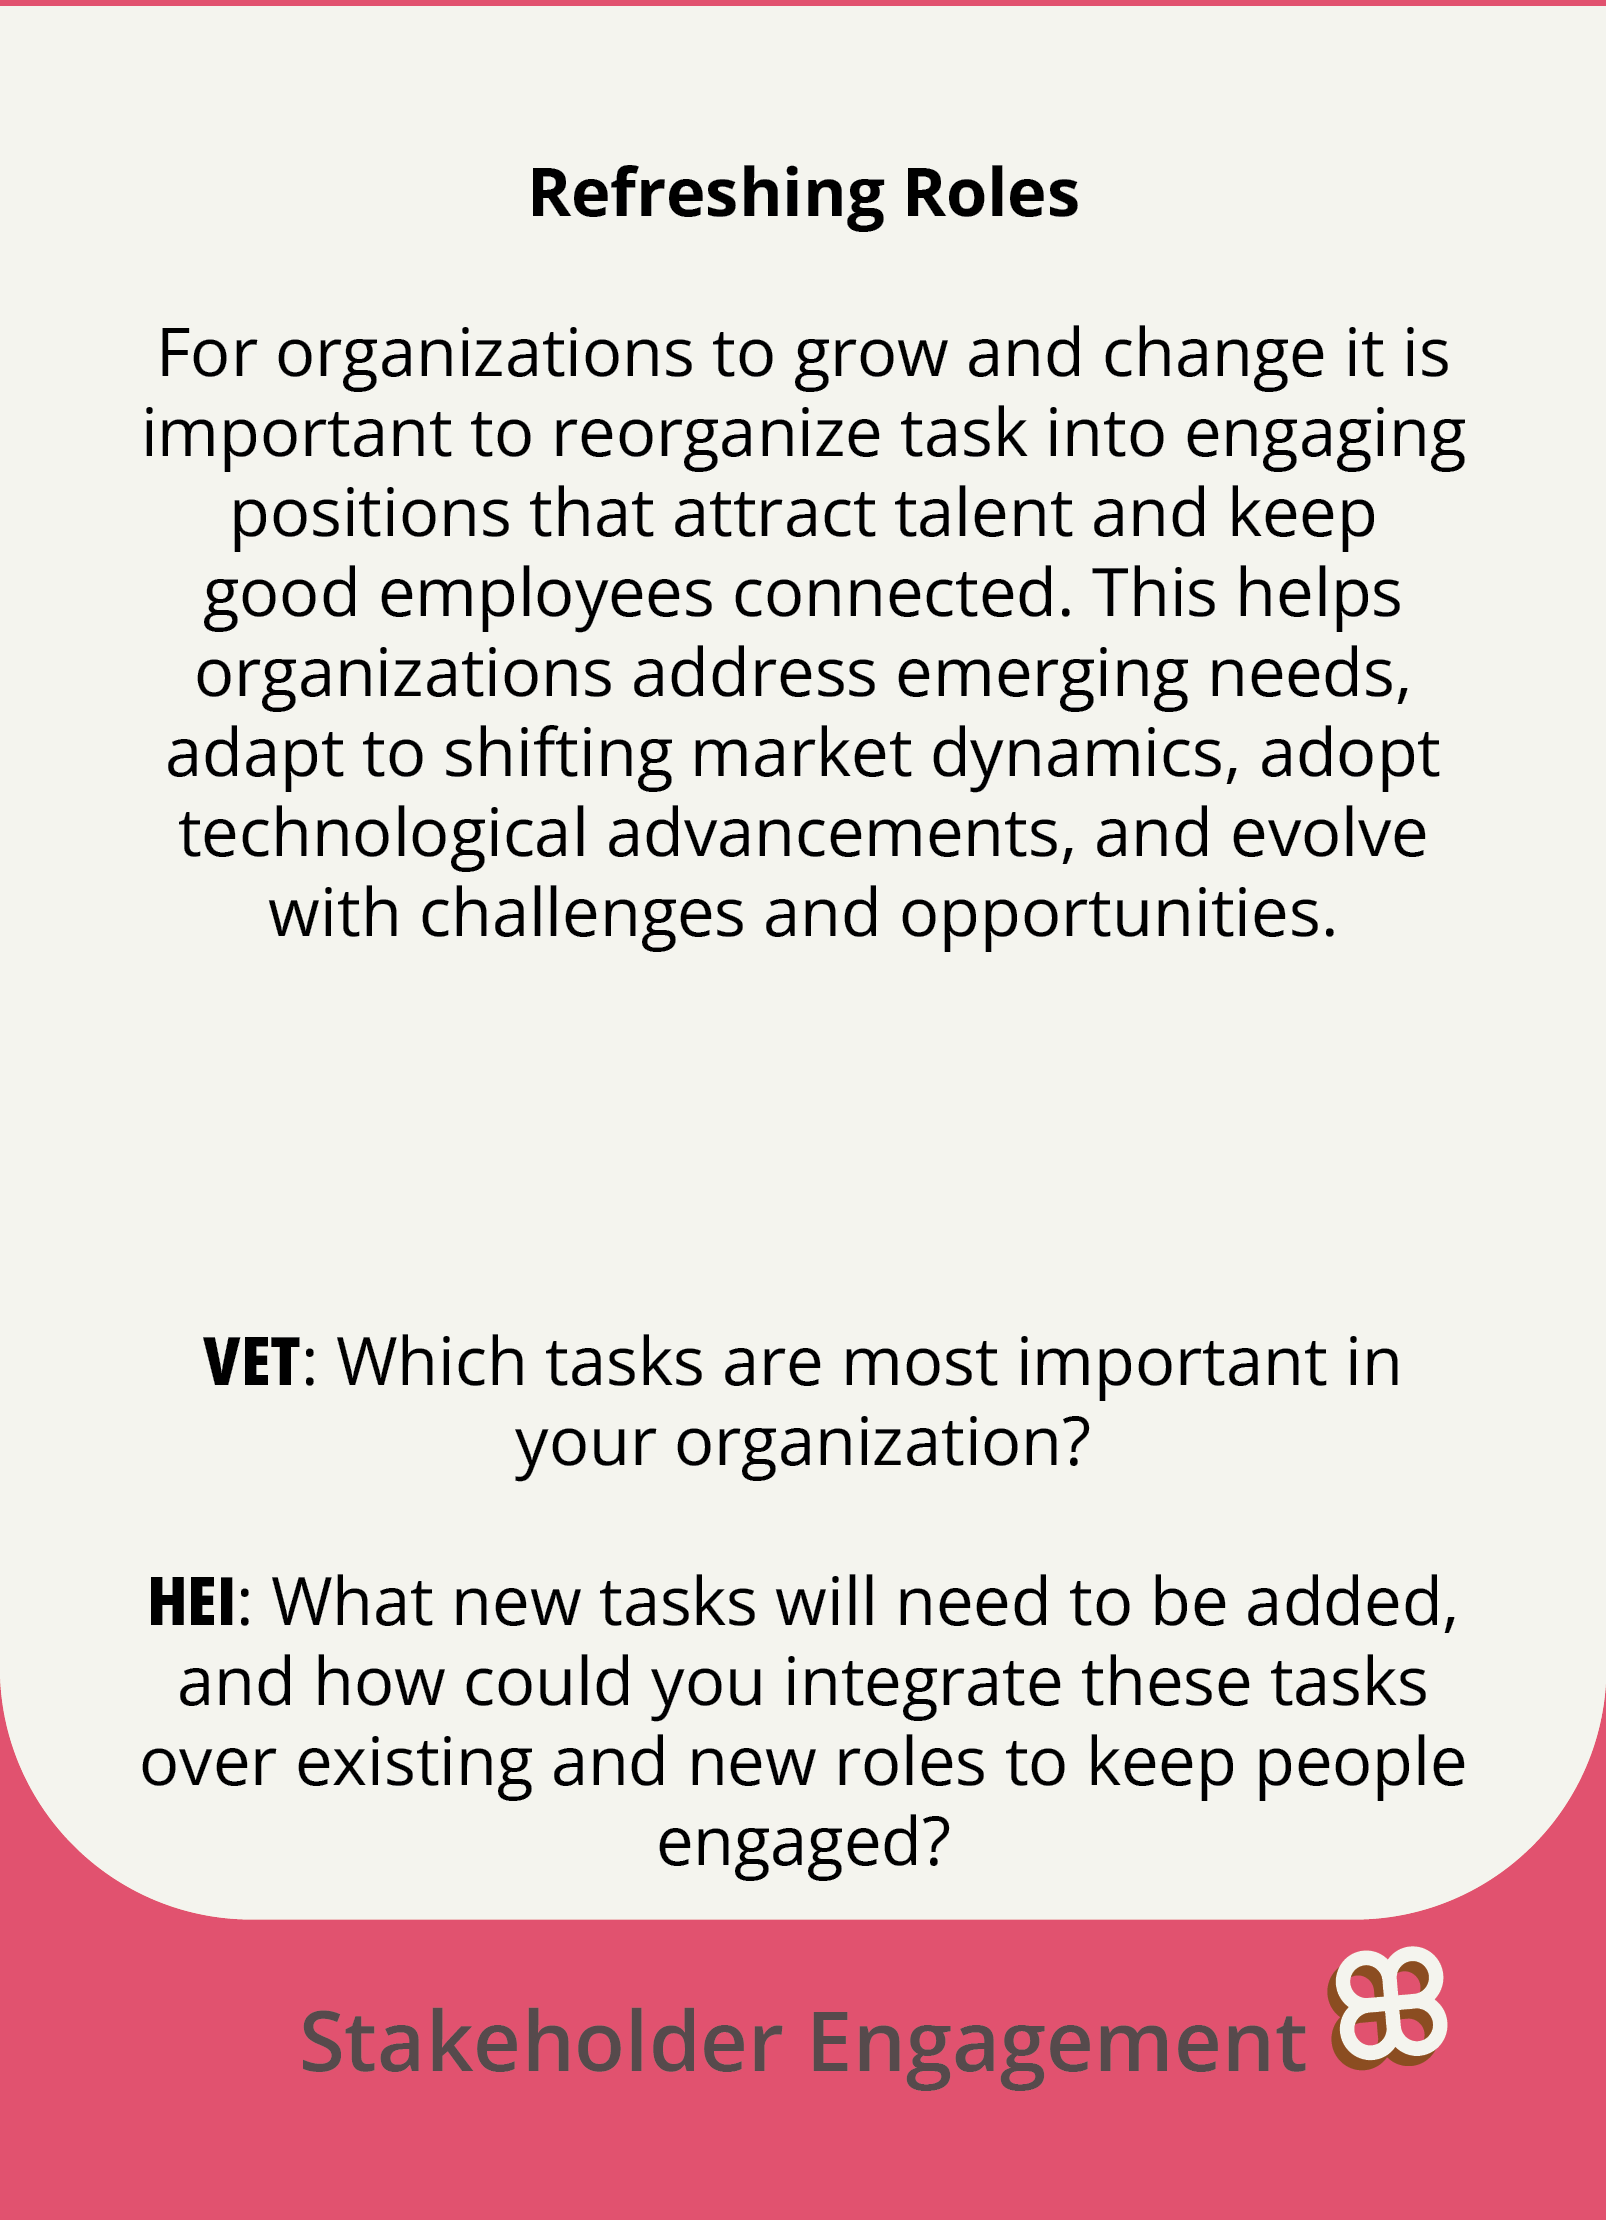 Refreshing Roles
For organizations to grow and change it is
important to reorganize task into engaging
positions that attract talent and keep
good employees connected. This helps
organizations address emerging needs,
adapt to shifting market dynamics, adopt
technological advancements, and evolve
with challenges and opportunities.
VET: Which tasks are most important in
your organization?
HEI: What new tasks will need to be added,
and how could you integrate these tasks
over existing and new roles to keep people
engaged?
Stakeholder Engagement